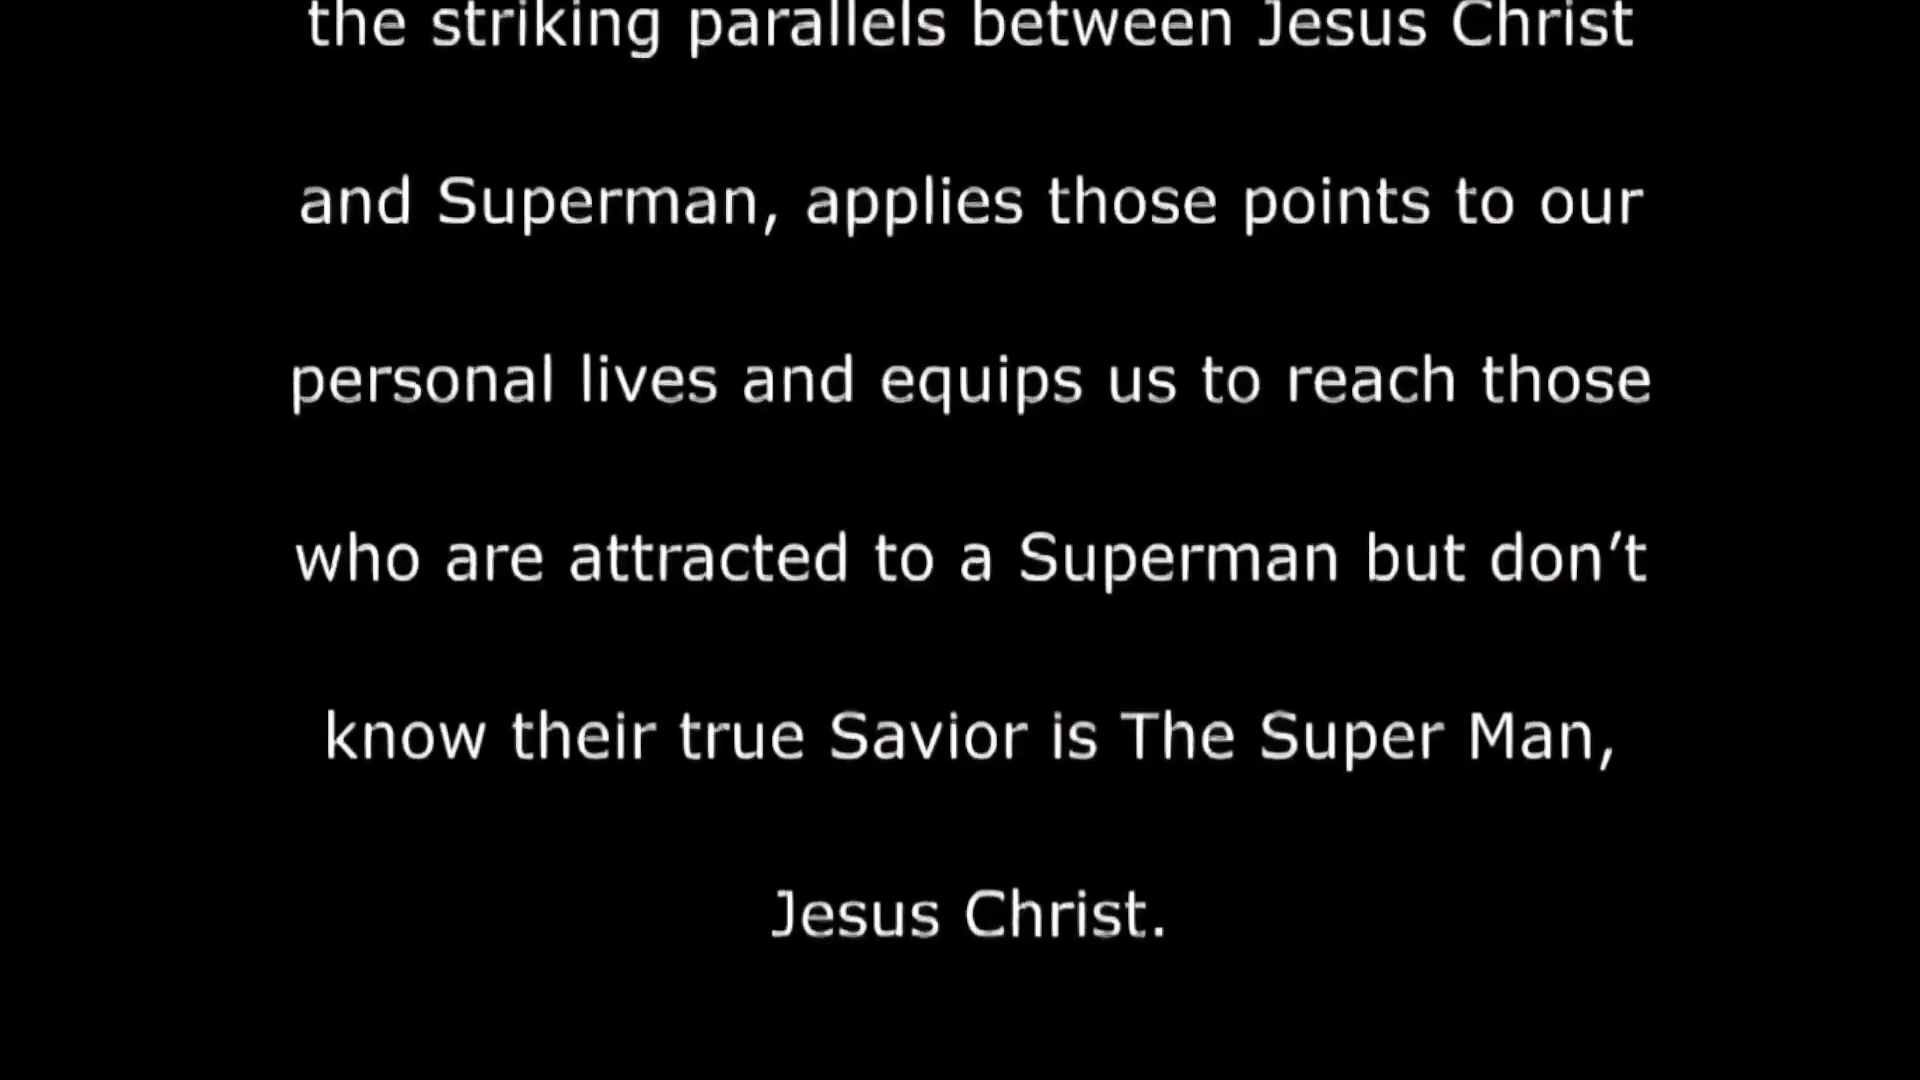 the striking parallels between Jesus Christ
and Superman, applies those points to our
personal lives and equips us to reach those
who are attracted to a Superman but don’t
know their true Savior is The Super Man,
Jesus Christ.